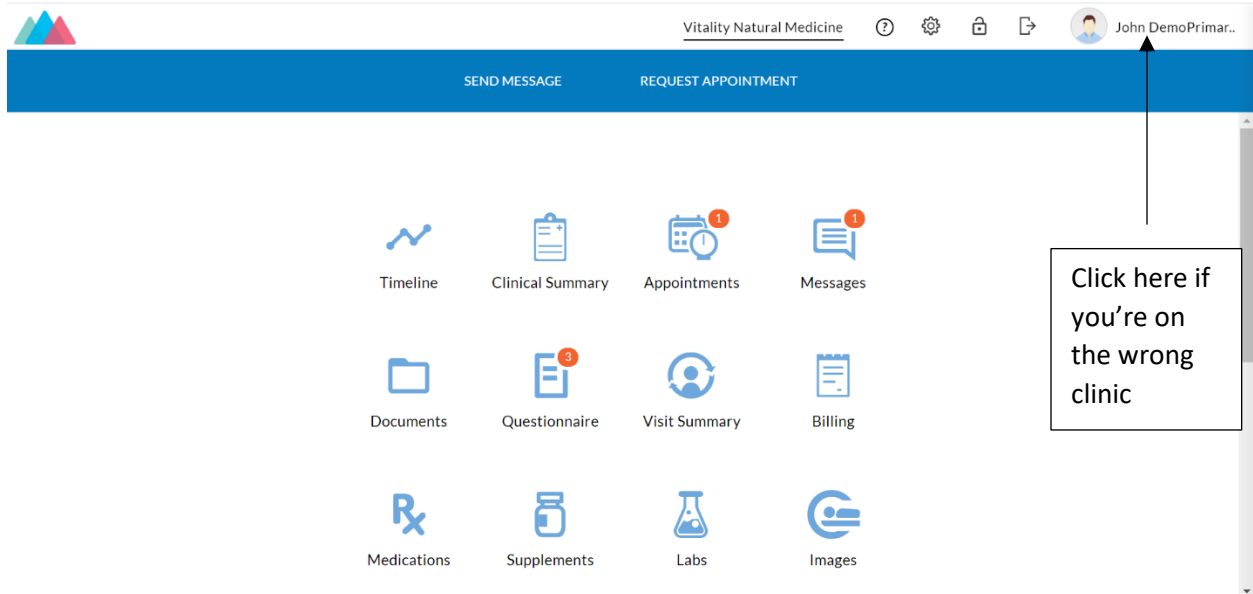 Vitality Natural Medicine John DemoPrimar..
SEND MESSAGE REQUEST APPOINTMENT
1 1
Timeline Clinical Summary Appointments Messages
Click here if
you're on
the wrong
clinic
3
Documents Questionnaire Visit Summary Billing
Rx
Medications Supplements Labs Images